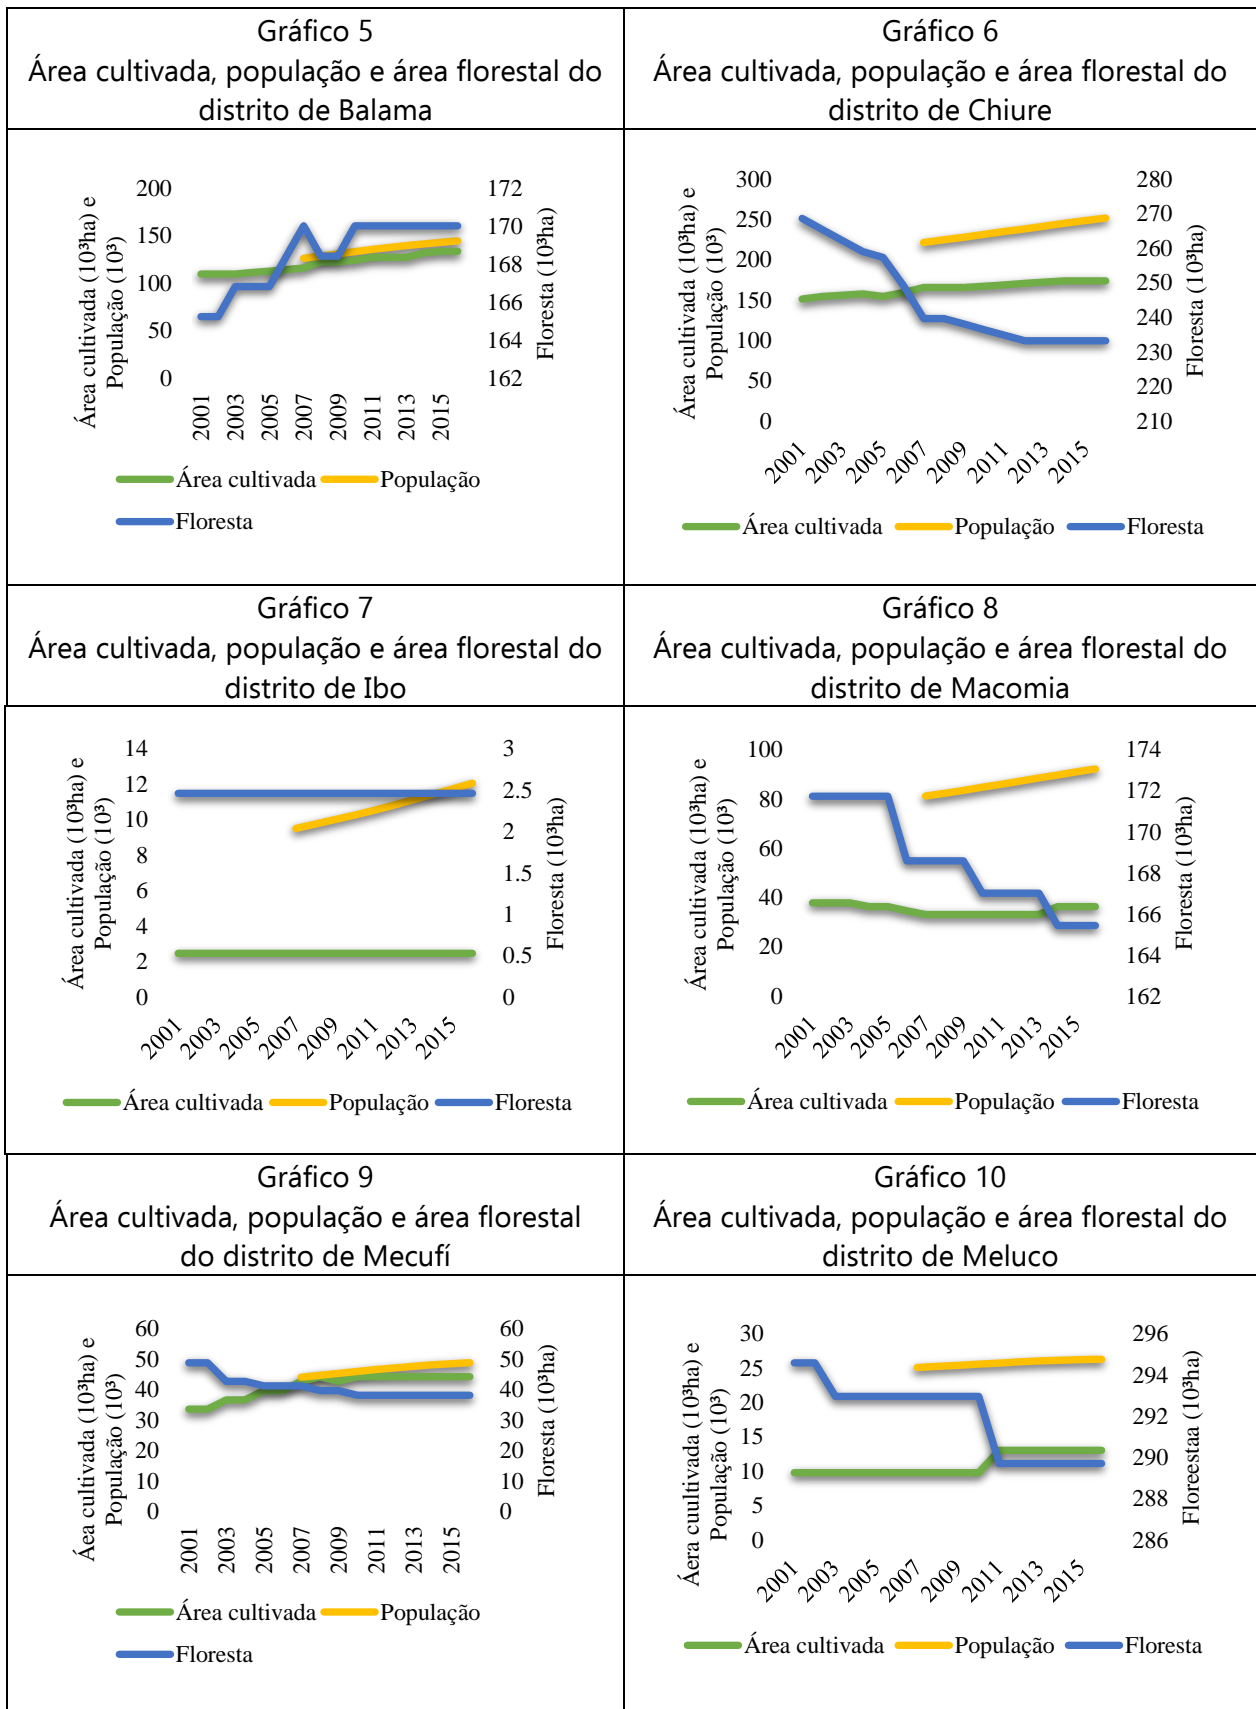 Gráfico 5
Área cultivada, população e área florestal do
distrito de Balama
Área cultivada (10³ha) e
População (10³)
200
150
100
50
0
172
170
168
166
164
162
Floresta (10³ha)
2001
2003
2005
2007
2009
2011
2013
2015
Área cultivada
População
Floresta
Gráfico 6
Área cultivada, população e área florestal do
distrito de Chiure
Área cultivada (10³ha) e
População (10³)
300
250
200
150
100
50
0
280
270
260
250
240
230
220
210
Floresta (10³ha)
2001
2003
2005
2007
2009
2011
2013
2015
Área cultivada
População
Floresta
Gráfico 7
Área cultivada, população e área florestal do
distrito de Ibo
Área cultivada (10³ha) e
População (10³)
14
12
10
8
6
4
2
0
3
2.5
2
1.5
1
0.5
0
Floresta (10³ha)
2001
2003
2005
2007
2009
2011
2013
2015
Área cultivada
População
Floresta
Gráfico 8
Área cultivada, população e área florestal do
distrito de Macomia
Área cultivada (10³ha) e
População (10³)
100
80
60
40
20
0
174
172
170
168
166
164
162
Floresta (10³ha)
2001
2003
2005
2007
2009
2011
2013
2015
Área cultivada
População
Floresta
Gráfico 9
Área cultivada, população e área florestal
do distrito de Mecufí
Áea cultivada (10³ha) e
População (10³)
60
50
40
30
20
10
0
60
50
40
30
20
10
0
Floresta (10³ha)
2001
2003
2005
2007
2009
2011
2013
2015
Área cultivada
População
Floresta
Gráfico 10
Área cultivada, população e área florestal do
distrito de Meluco
Áera cultivada (10³ha) e
População (10³)
30
25
20
15
10
5
0
296
294
292
290
288
286
Floreestaa (10³ha)
2001
2003
2005
2007
2009
2011
2013
2015
Área cultivada
População
Floresta